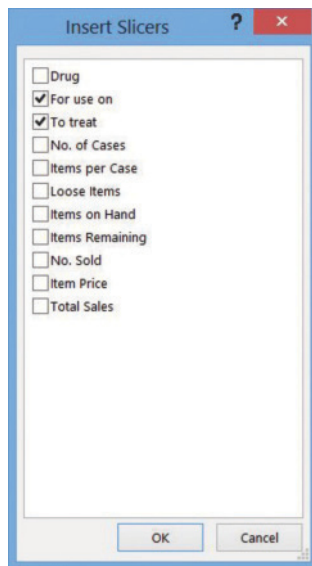 Insert Slicers ?
Drug
For use on
To treat
No. of Cases
Items per Case
Loose Items
Items on Hand
Items Remaining
No. Sold
Item Price
Total Sales
OK Cancel